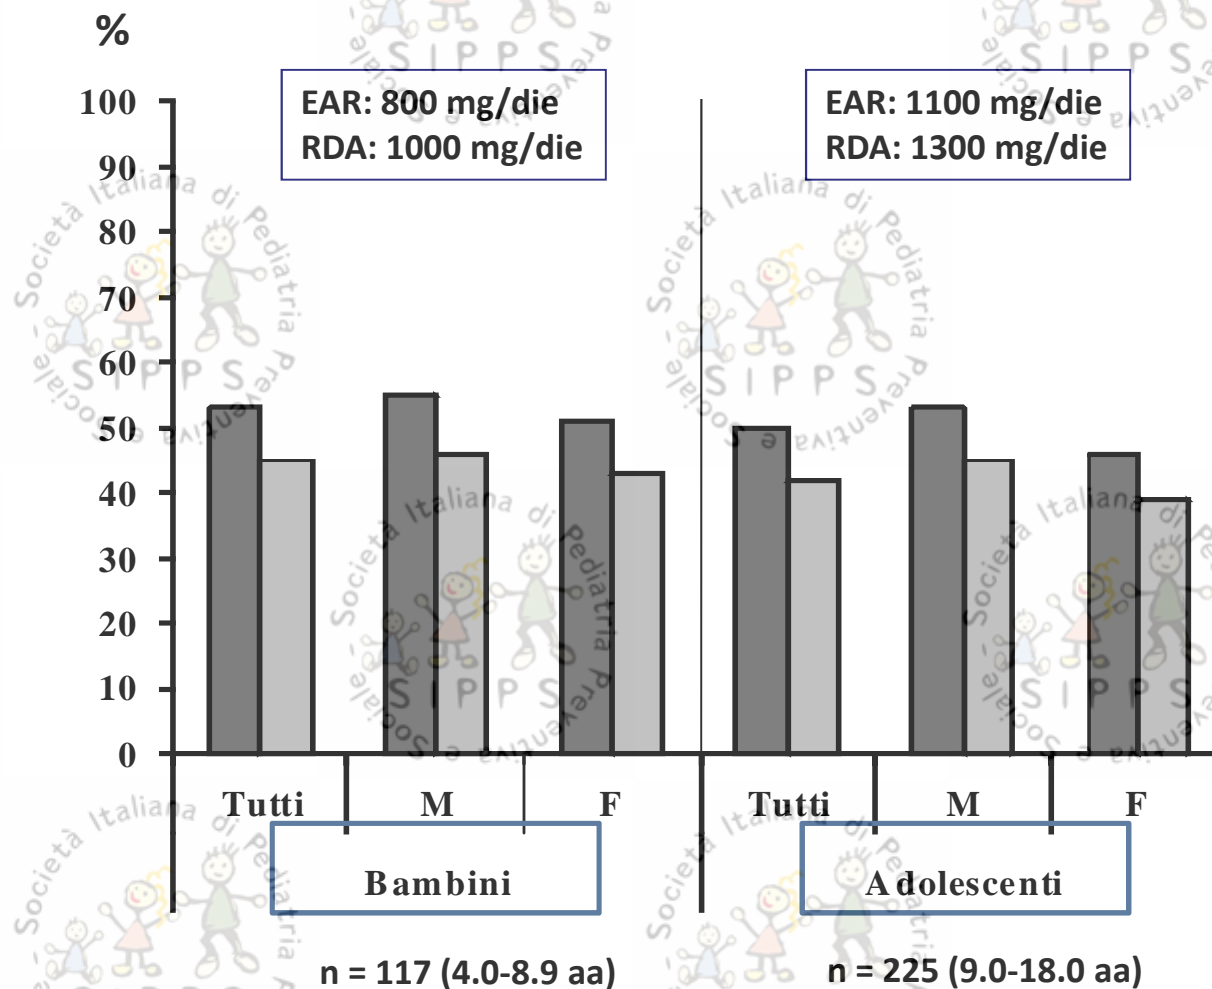 %
EAR: 800 mg/die
RDA: 1000 mg/die
EAR: 1100 mg/die
RDA: 1300 mg/die
100
90
80
70
60
50
40
30
20
10
0
Tutti M F Tutti M F
Bambini Adolescenti
n = 117 (4.0-8.9 aa) n = 225 (9.0-18.0 aa)
Società Italiana di Pediatria Preventiva e Sociale -
SIPPS